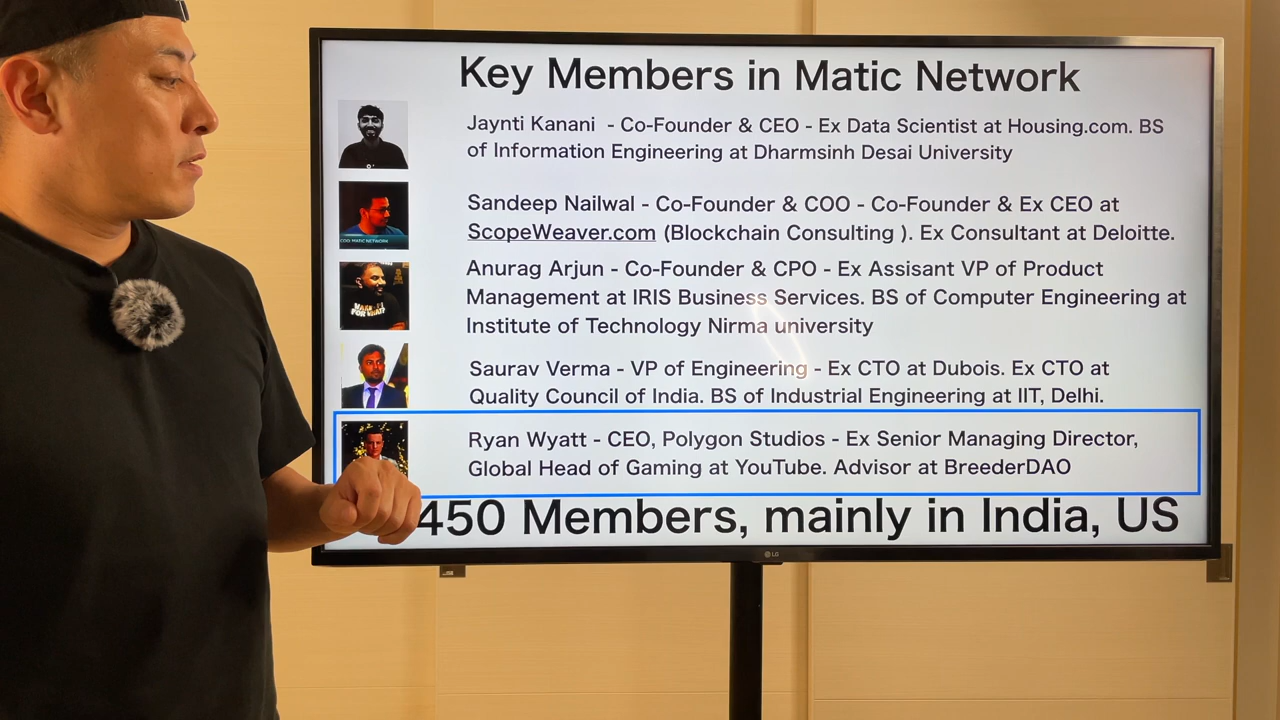 Key Members in Matic Network
Jaynti Kanani - Co-Founder & CEO - Ex Data Scientist at Housing.com. BS
of Information Engineering at Dharmsinh Desai University
Sandeep Nailwal - Co-Founder & COO - Co-Founder & Ex CEO at
ScopeWeaver.com (Blockchain Consulting ). Ex Consultant at Deloitte.
COO MATIC NETWORK
Anurag Arjun - Co-Founder & CPO - Ex Assisant VP of Product
Management at IRIS Business Services. BS of Computer Engineering at
Institute of Technology Nirma university
FOR WHAT?
Saurav Verma - VP of Engineering - Ex CTO at Dubois. Ex CTO at
Quality Council of India. BS of Industrial Engineering at IIT, Delhi.
Ryan Wyatt - CEO, Polygon Studios - Ex Senior Managing Director,
Global Head of Gaming at YouTube. Advisor at BreederDAO
450 Members, mainly in India, US
LG